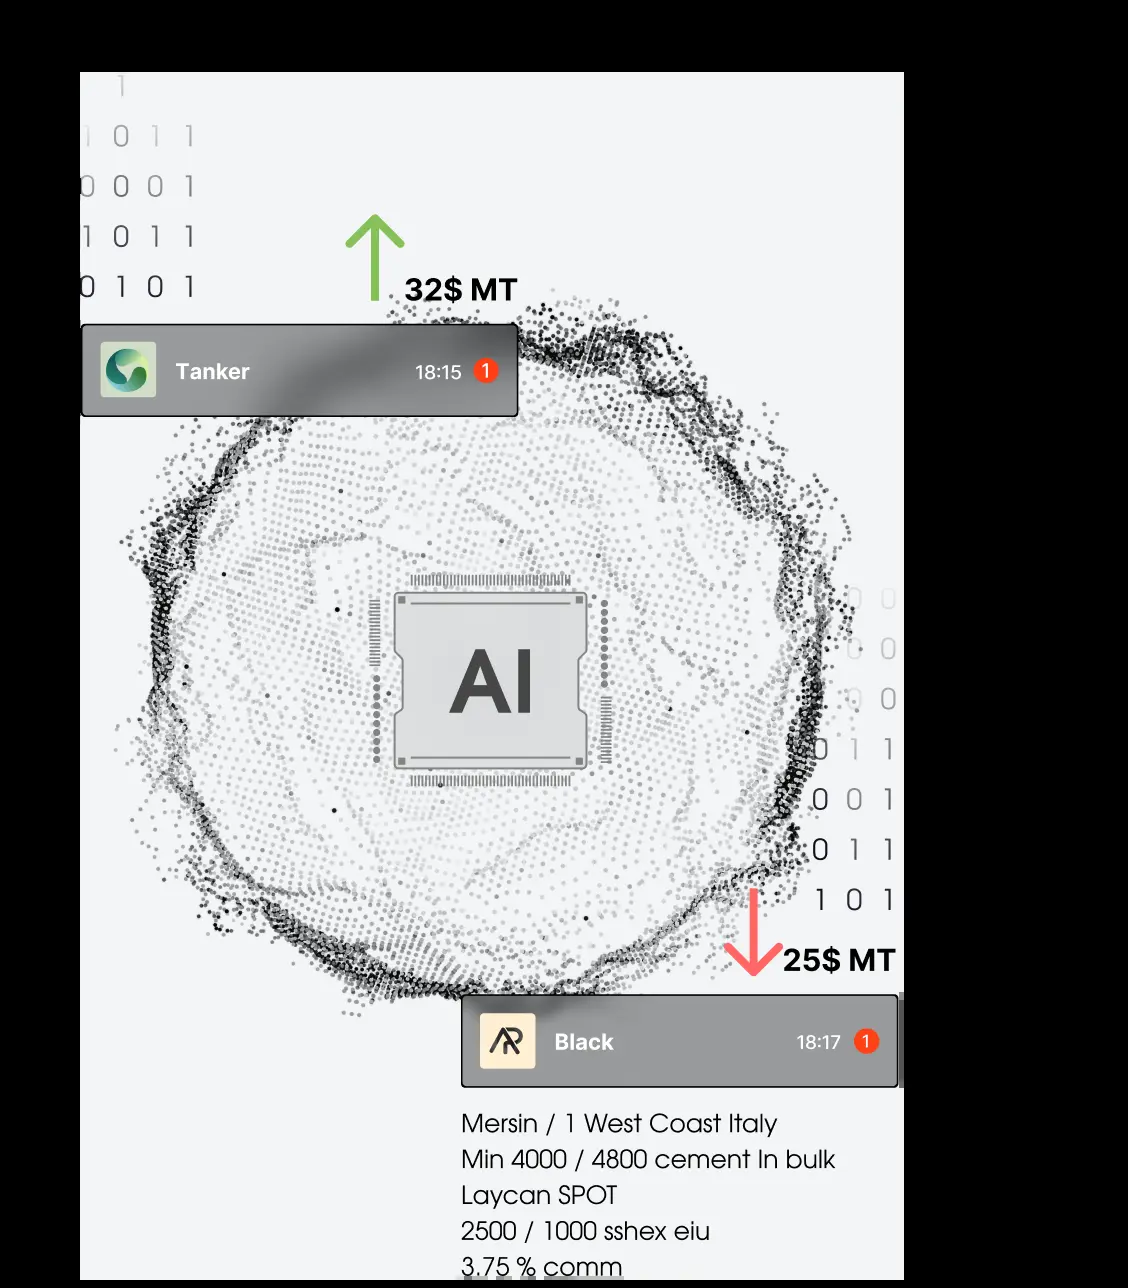 1
1 0 1 1
0 0 0 1
1 0 1 1
0 1 0 1
32$ MT
Tanker 18:15 1
AI
0 0
0 0
0 0
0 1 1
0 0 1
0 1 1
1 0 1
25$ MT
AR Black 18:17 1
Mersin / 1 West Coast Italy
Min 4000 / 4800 cement In bulk
Laycan SPOT
2500 / 1000 sshex eiu
3.75 % comm